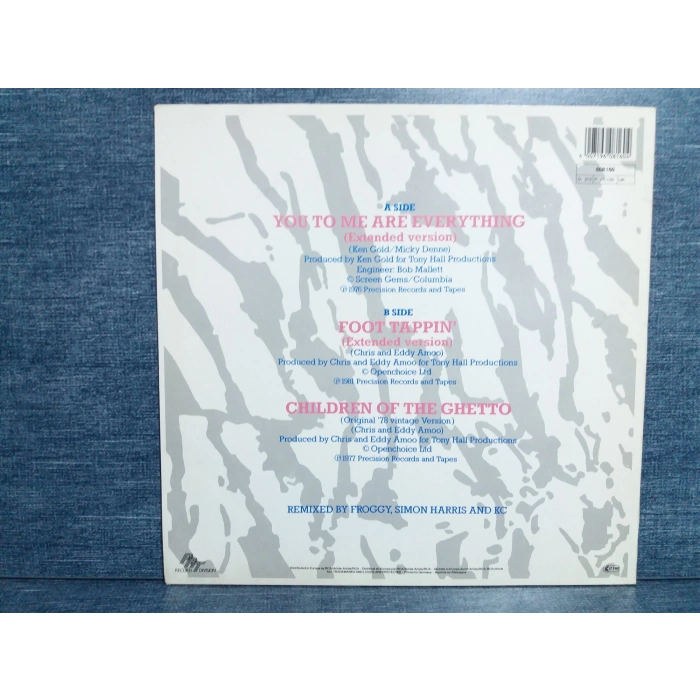 A SIDE
YOU TO ME ARE EVERYTHING
(Extended version)
(Ken Gold/Micky Denne)
Produced by Ken Gold for Tony Hall Productions
Engineer: Bob Mallett
© Screen Gems/Columbia
℗ 1976 Precision Records and Tapes
B SIDE
FOOT TAPPIN'
(Extended version)
(Chris and Eddy Amoo)
Produced by Chris and Eddy Amoo for Tony Hall Productions
© Openchoice Ltd
℗ 1981 Precision Records and Tapes
CHILDREN OF THE GHETTO
(Original '78 vintage Version)
(Chris and Eddy Amoo)
Produced by Chris and Eddy Amoo for Tony Hall Productions
© Openchoice Ltd
℗ 1977 Precision Records and Tapes
REMIXED BY FROGGY, SIMON HARRIS AND KC
PRT
RECORD DIVISION